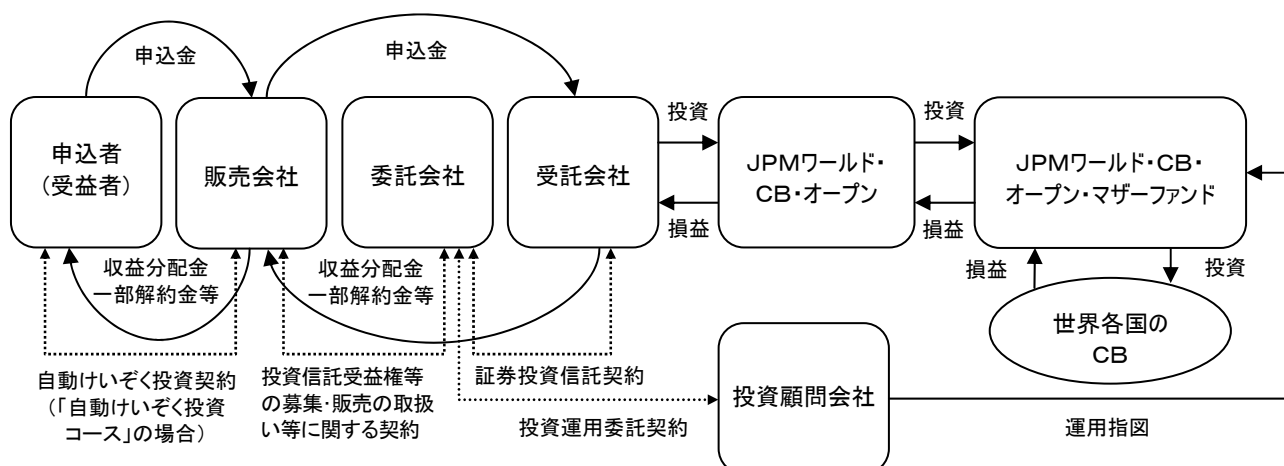 申込金
申込金
申込者
(受益者)
販売会社
委託会社
受託会社
投資
損益
JPMワールド・
CB・オープン
投資
損益
JPMワールド・CB・
オープン・マザーファンド
収益分配金
一部解約金等
収益分配金
一部解約金等
損益
投資
世界各国の
CB
自動けいぞく投資契約
(「自動けいぞく投資
コース」の場合)
投資信託受益権等
の募集・販売の取扱
い等に関する契約
証券投資信託契約
投資運用委託契約
投資顧問会社
運用指図